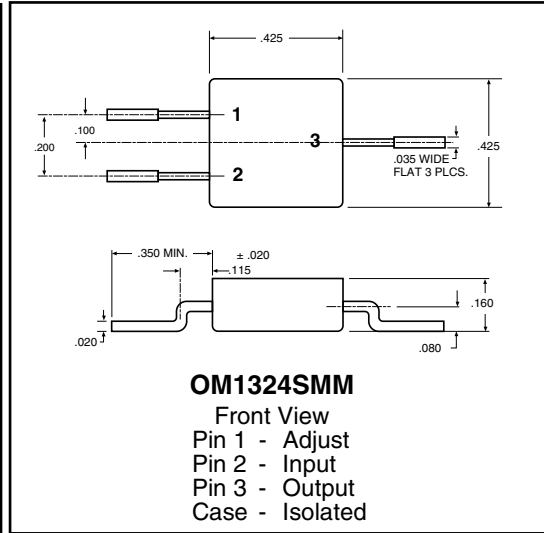 .425
1
.100
3
.425
.200
.035 WIDE
FLAT 3 PLCS.
2
.350 MIN.
± .020
.115
.160
.020
.080
OM1324SMM
Front View
Pin 1 - Adjust
Pin 2 - Input
Pin 3 - Output
Case - Isolated